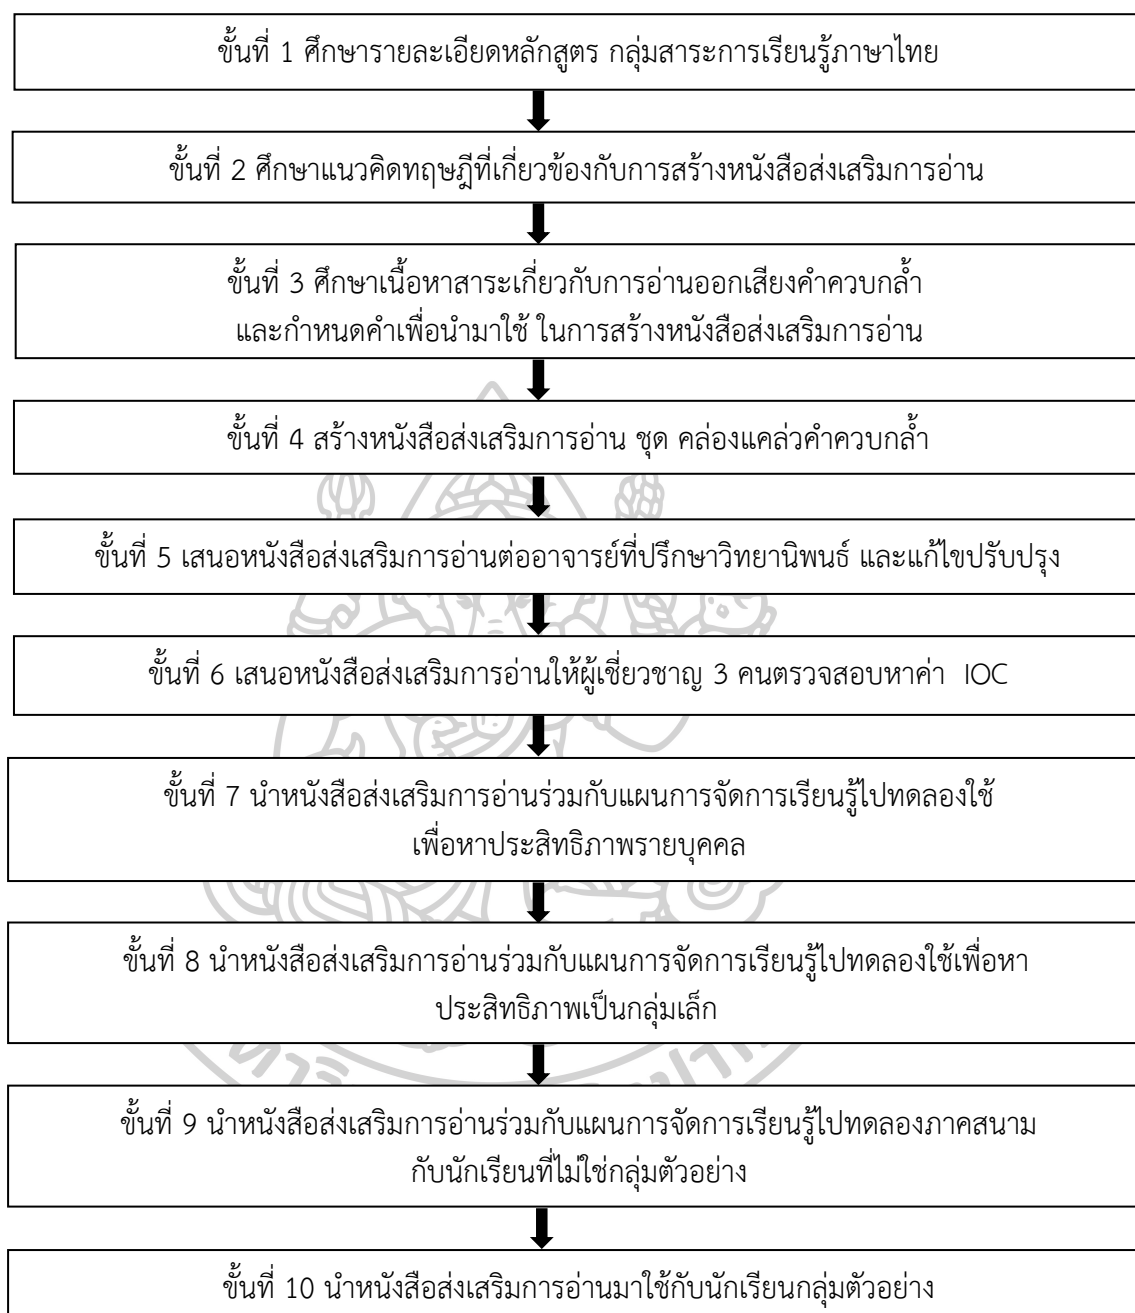 ขั้นที่ 1 ศึกษารายละเอียดหลักสูตร กลุ่มสาระการเรียนรู้ภาษาไทย
ขั้นที่ 2 ศึกษาแนวคิดทฤษฎีที่เกี่ยวข้องกับการสร้างหนังสือส่งเสริมการอ่าน
ขั้นที่ 3 ศึกษาเนื้อหาสาระเกี่ยวกับการอ่านออกเสียงคำควบกล้ำ
และกำหนดคำเพื่อนำมาใช้ ในการสร้างหนังสือส่งเสริมการอ่าน
ขั้นที่ 4 สร้างหนังสือส่งเสริมการอ่าน ชุด คล่องแคล่วคำควบกล้ำ
ขั้นที่ 5 เสนอหนังสือส่งเสริมการอ่านต่ออาจารย์ที่ปรึกษาวิทยานิพนธ์ และแก้ไขปรับปรุง
ขั้นที่ 6 เสนอหนังสือส่งเสริมการอ่านให้ผู้เชี่ยวชาญ 3 คนตรวจสอบหาค่า IOC
ขั้นที่ 7 นำหนังสือส่งเสริมการอ่านร่วมกับแผนการจัดการเรียนรู้ไปทดลองใช้
เพื่อหาประสิทธิภาพรายบุคคล
ขั้นที่ 8 นำหนังสือส่งเสริมการอ่านร่วมกับแผนการจัดการเรียนรู้ไปทดลองใช้เพื่อหา
ประสิทธิภาพเป็นกลุ่มเล็ก
ขั้นที่ 9 นำหนังสือส่งเสริมการอ่านร่วมกับแผนการจัดการเรียนรู้ไปทดลองภาคสนาม
กับนักเรียนที่ไม่ใช่กลุ่มตัวอย่าง
ขั้นที่ 10 นำหนังสือส่งเสริมการอ่านมาใช้กับนักเรียนกลุ่มตัวอย่าง